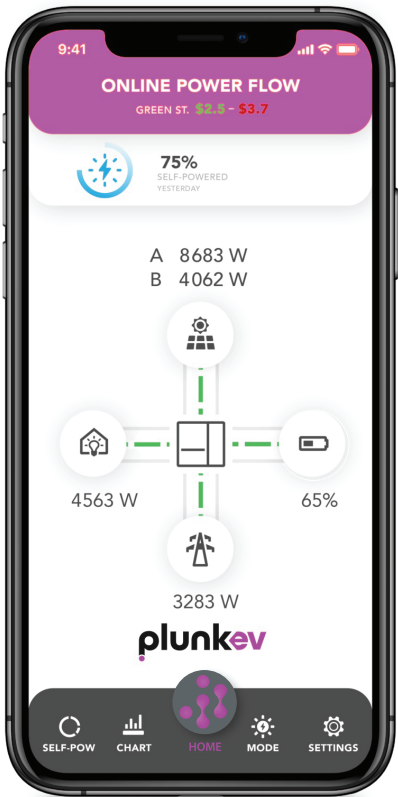 9:41
ONLINE POWER FLOW
GREEN ST. $2.5 - $3.7
75%
SELF-POWERED
YESTERDAY
A 8683 W
B 4062 W
4563 W
65%
3283 W
plunkev
SELF-POW CHART HOME MODE SETTINGS